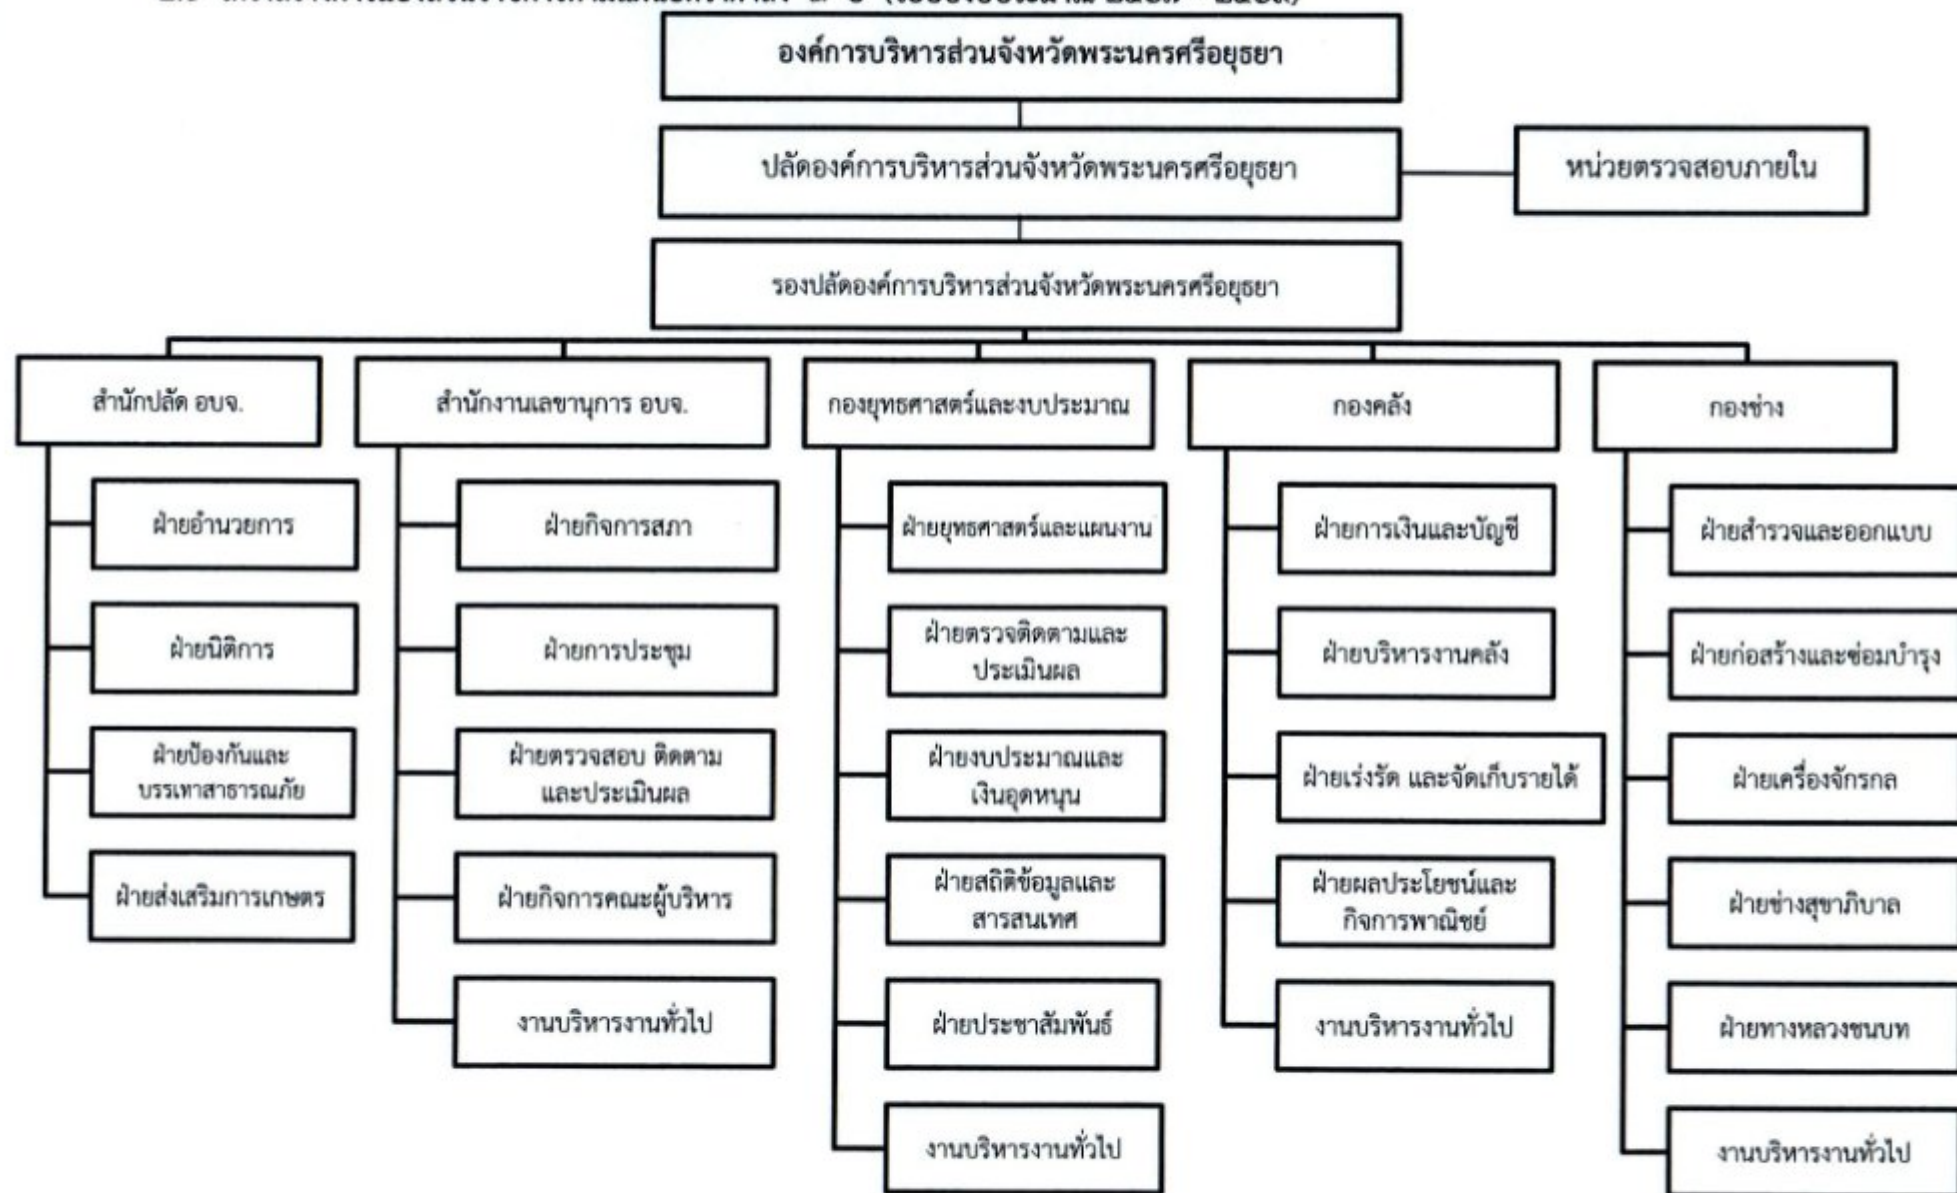 องค์การบริหารส่วนจังหวัดพระนครศรีอยุธยา
ปลัดองค์การบริหารส่วนจังหวัดพระนครศรีอยุธยา
หน่วยตรวจสอบภายใน
รองปลัดองค์การบริหารส่วนจังหวัดพระนครศรีอยุธยา
สำนักปลัด อบจ.
ฝ่ายอำนวยการ
ฝ่ายนิติการ
ฝ่ายป้องกันและ
บรรเทาสาธารณภัย
ฝ่ายส่งเสริมการเกษตร
สำนักงานเลขานุการ อบจ.
ฝ่ายกิจการสภา
ฝ่ายการประชุม
ฝ่ายตรวจสอบ ติดตาม
และประเมินผล
ฝ่ายกิจการคณะผู้บริหาร
งานบริหารงานทั่วไป
กองยุทธศาสตร์และงบประมาณ
ฝ่ายยุทธศาสตร์และแผนงาน
ฝ่ายตรวจติดตามและ
ประเมินผล
ฝ่ายงบประมาณและ
เงินอุดหนุน
ฝ่ายสถิติข้อมูลและ
สารสนเทศ
ฝ่ายประชาสัมพันธ์
งานบริหารงานทั่วไป
กองคลัง
ฝ่ายการเงินและบัญชี
ฝ่ายบริหารงานคลัง
ฝ่ายเร่งรัด และจัดเก็บรายได้
ฝ่ายผลประโยชน์และ
กิจการพาณิชย์
งานบริหารงานทั่วไป
กองช่าง
ฝ่ายสำรวจและออกแบบ
ฝ่ายก่อสร้างและซ่อมบำรุง
ฝ่ายเครื่องจักรกล
ฝ่ายช่างสุขาภิบาล
ฝ่ายทางหลวงชนบท
งานบริหารงานทั่วไป